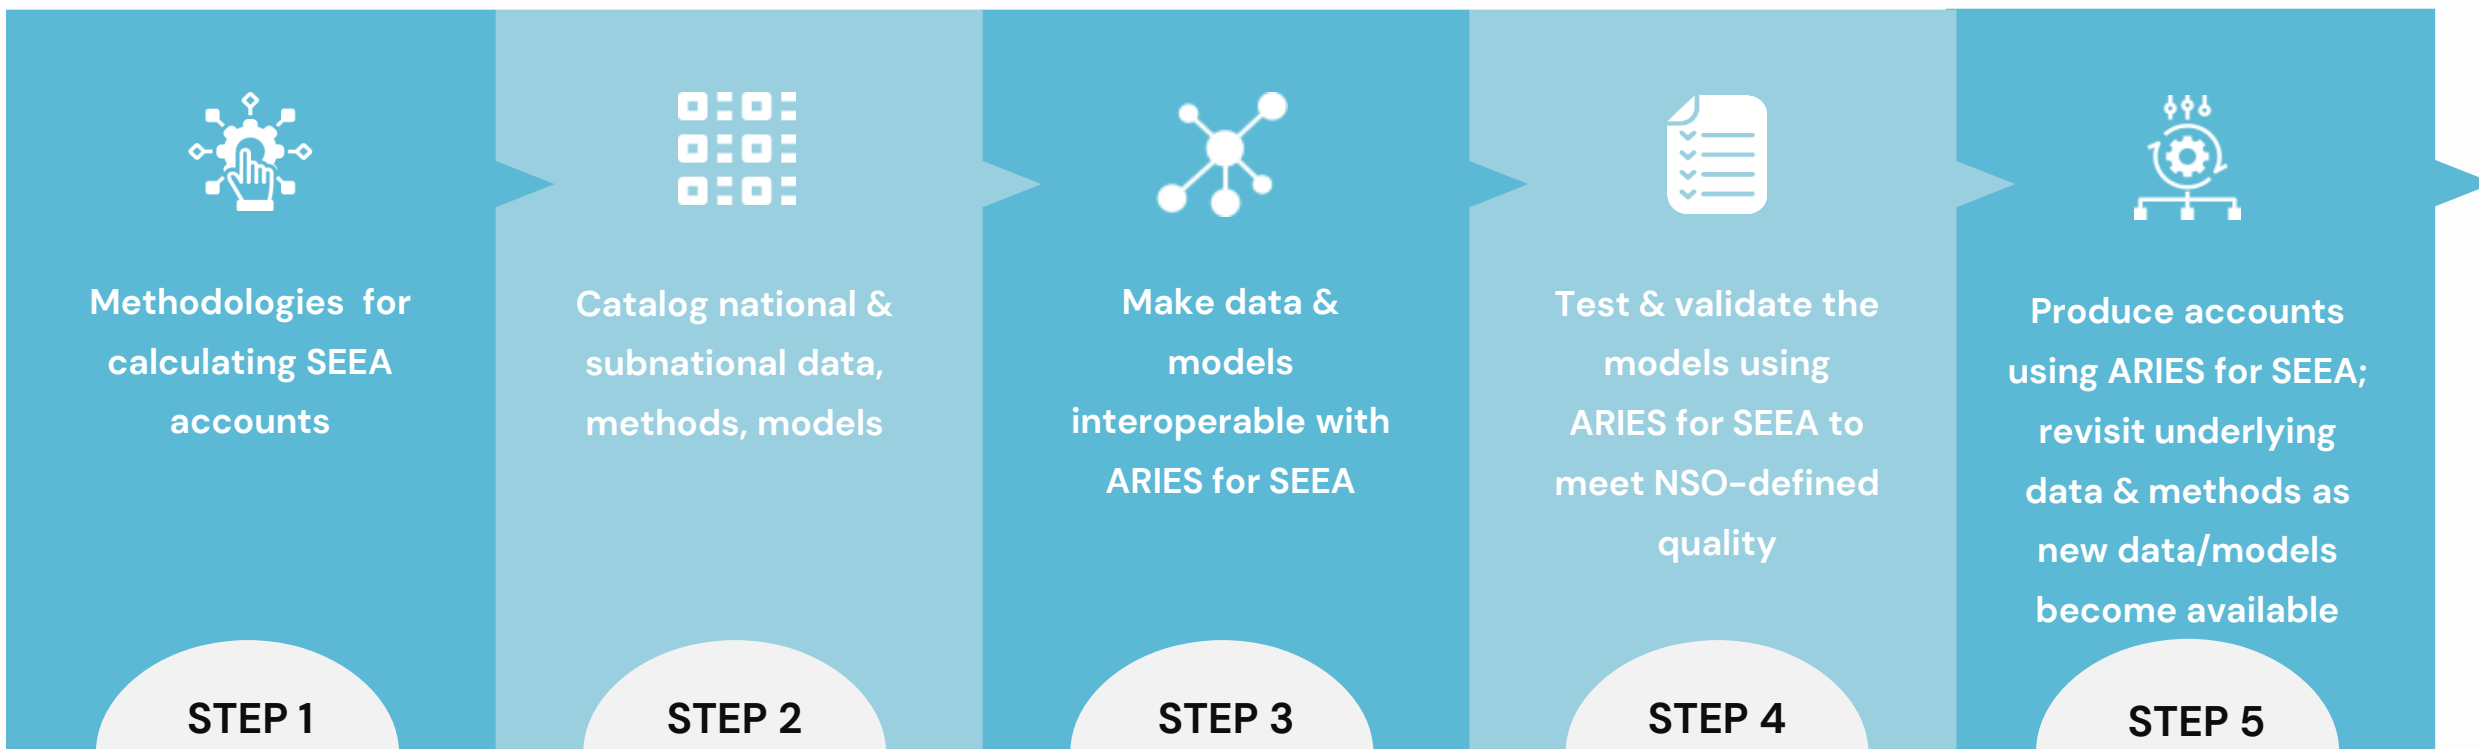 Methodologies  for
calculating SEEA
accounts
STEP 1
Catalog national &
subnational data,
methods, models
STEP 2
Make data &
models
interoperable with
ARIES for SEEA
STEP 3
Test & validate the
models using
ARIES for SEEA to
meet NSO-defined
quality
STEP 4
Produce accounts
using ARIES for SEEA;
revisit underlying
data & methods as
new data/models
become available
STEP 5